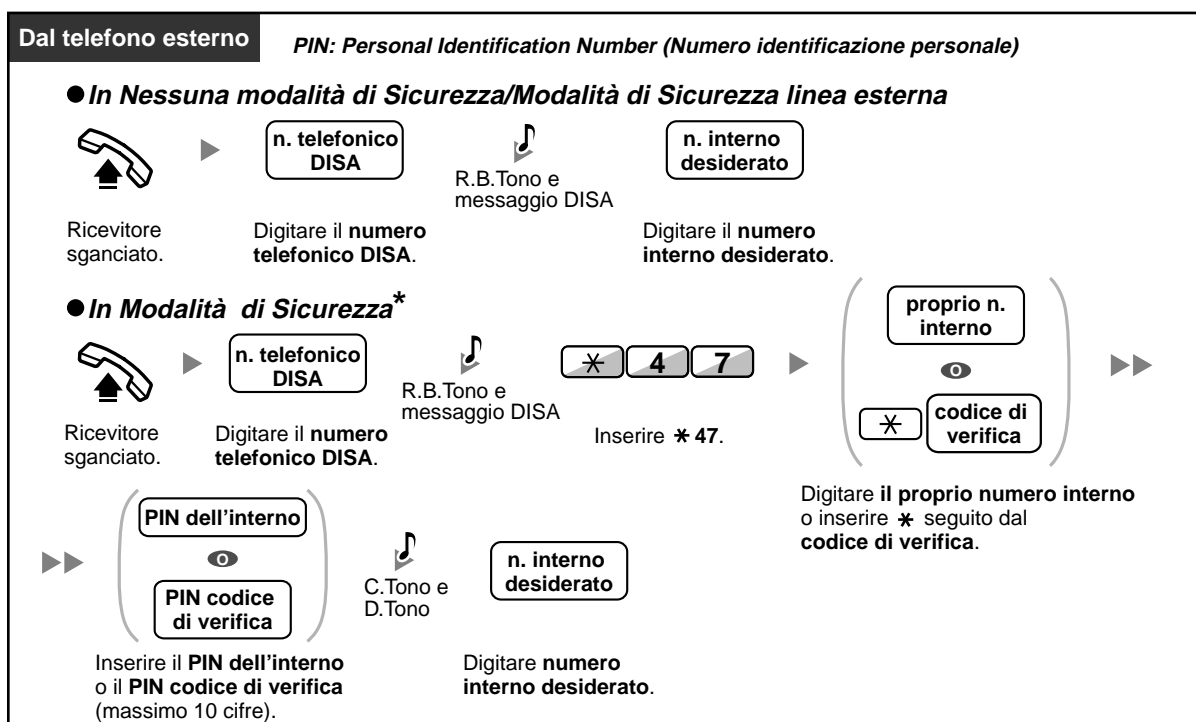 Dal telefono esterno
PIN: Personal Identification Number (Numero identificazione personale)
●In Nessuna modalità di Sicurezza/Modalità di Sicurezza linea esterna
n. telefonico
DISA
n. interno
desiderato
R.B.Tono e
messaggio DISA
Ricevitore
sganciato.
Digitare il numero
telefonico DISA.
Digitare il numero
interno desiderato.
●In Modalità di Sicurezza*
n. telefonico
DISA
R.B.Tono e
messaggio DISA
* 4 7
proprio n.
interno
o
* codice di
verifica
Ricevitore
sganciato.
Digitare il numero
telefonico DISA.
Inserire * 47.
Digitare il proprio numero interno
o inserire * seguito dal
codice di verifica.
PIN dell'interno
o
PIN codice
di verifica
C.Tono e
D.Tono
n. interno
desiderato
Inserire il PIN dell'interno
o il PIN codice di verifica
(massimo 10 cifre).
Digitare numero
interno desiderato.